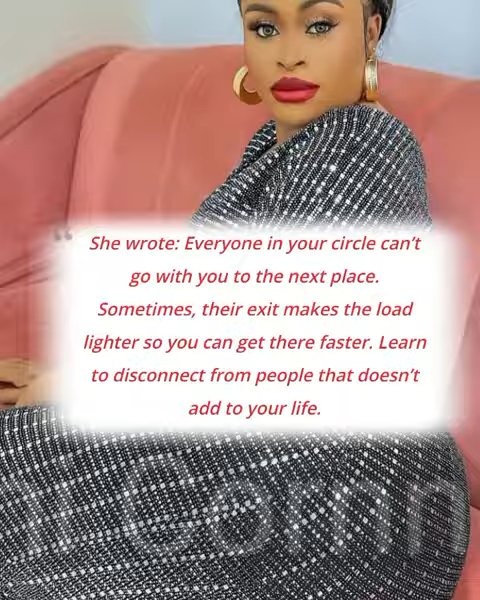 “
She wrote: Everyone in your circle can’t
go with you to the next place.
Sometimes, their exit makes the load
lighter so you can get there faster. Learn
to disconnect from people that doesn’t
add to your life.
Corn